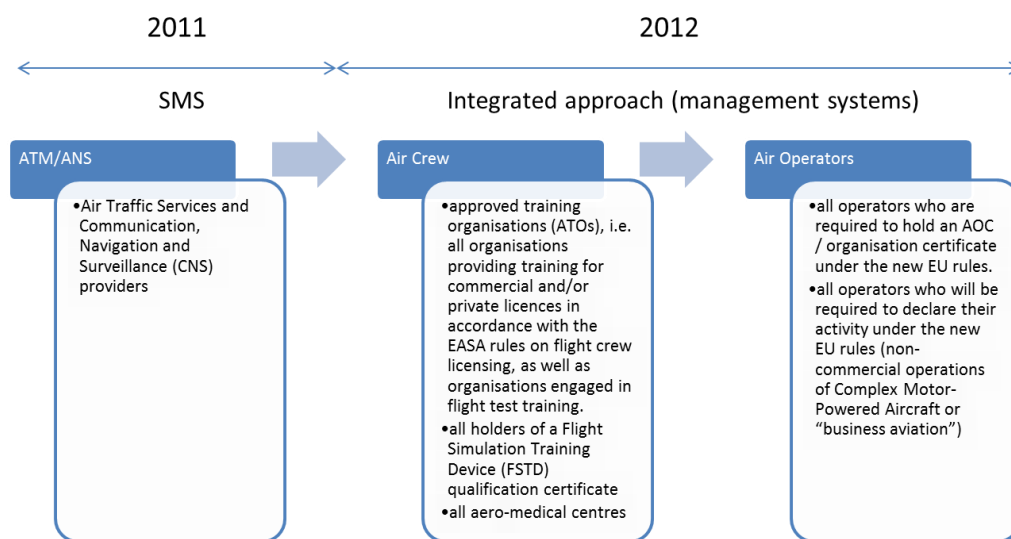 2011
2012
SMS
Integrated approach (management systems)
ATM/ANS
•Air Traffic Services and
Communication,
Navigation and
Surveillance (CNS)
providers
Air Crew
•approved training
organisations (ATOs), i.e.
all organisations
providing training for
commercial and/or
private licences in
accordance with the
EASA rules on flight crew
licensing, as well as
organisations engaged in
flight test training.
•all holders of a Flight
Simulation Training
Device (FSTD)
qualification certificate
•all aero-medical centres
Air Operators
•all operators who are
required to hold an AOC
/ organisation certificate
under the new EU rules.
•all operators who will be
required to declare their
activity under the new
EU rules (non-
commercial operations
of Complex Motor-
Powered Aircraft or
“business aviation”)